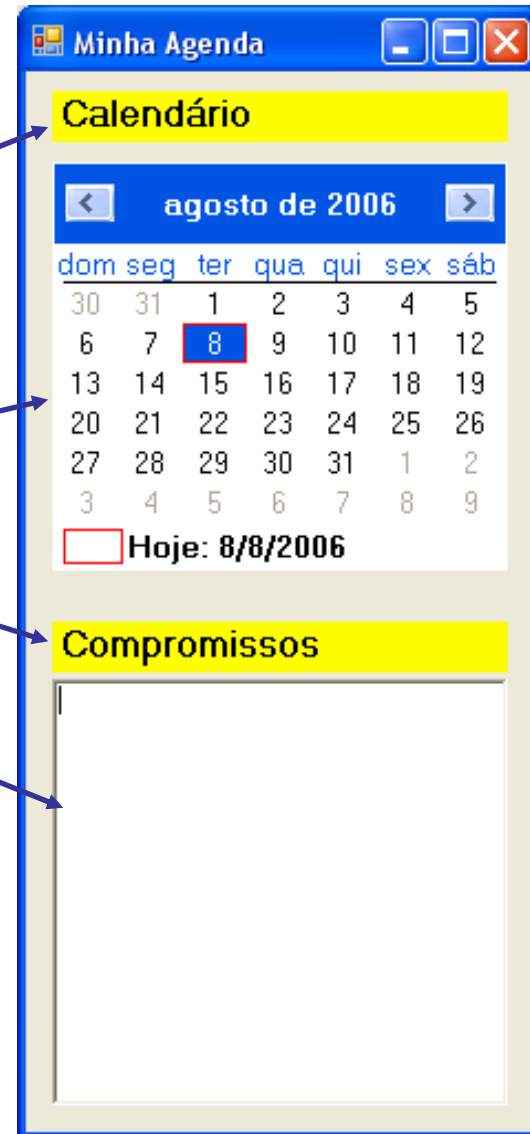 Minha Agenda
Calendário
agosto de 2006
dom seg ter qua qui sex sáb
30 31 1 2 3 4 5
6 7 8 9 10 11 12
13 14 15 16 17 18 19
20 21 22 23 24 25 26
27 28 29 30 31 1 2
3 4 5 6 7 8 9
Hoje: 8/8/2006
Compromissos